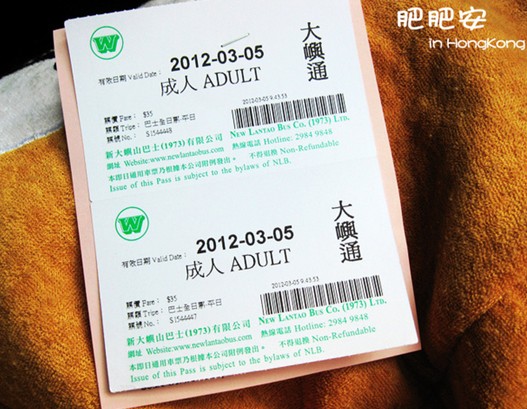 肥肥安
in HongKong
W
2012-03-05
有效日期 Valid Date:
成人 ADULT
大嶼通
票價 Fare: $35
票類 Tripe: 巴士全日票-平日
票號 No.: S1544448
2012-03-05 9:43:53
新大嶼山巴士(1973)有限公司 NEW LANTAO BUS CO. (1973) LTD.
網址 Website:www.newlantaobus.com 熱線電話 Hotline: 2984 9848
本即日通用車票乃根據本公司附例發出。 不得退換 Non-Refundable
Issue of this Pass is subject to the bylaws of NLB.
W
2012-03-05
有效日期 Valid Date:
成人 ADULT
大嶼通
票價 Fare: $35
票類 Tripe: 巴士全日票-平日
票號 No.: S1544447
2012-03-05 9:43:53
新大嶼山巴士(1973)有限公司 NEW LANTAO BUS CO. (1973) LTD.
網址 Website:www.newlantaobus.com 熱線電話 Hotline: 2984 9848
本即日通用車票乃根據本公司附例發出。 不得退換 Non-Refundable
Issue of this Pass is subject to the bylaws of NLB.